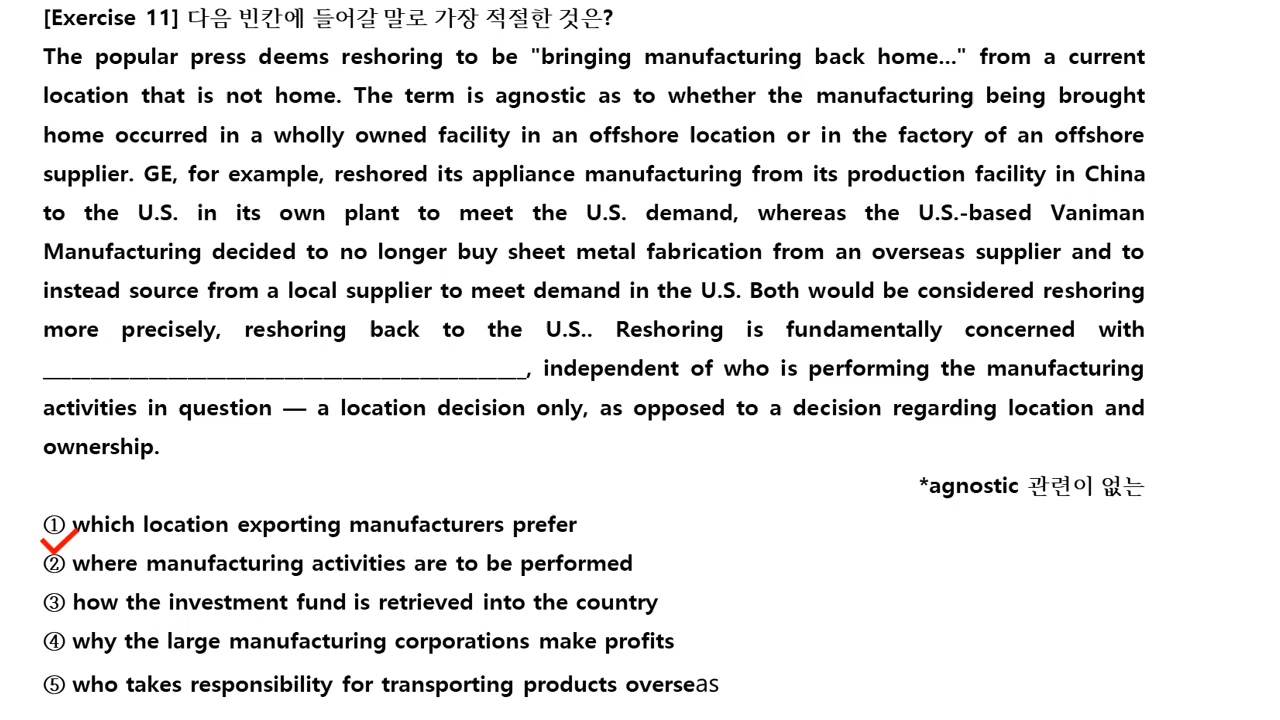 [Exercise 11] 다음 빈칸에 들어갈 말로 가장 적절한 것은?
The popular press deems reshoring to be "bringing manufacturing back home..." from a current
location that is not home. The term is agnostic as to whether the manufacturing being brought
home occurred in a wholly owned facility in an offshore location or in the factory of an offshore
supplier. GE, for example, reshored its appliance manufacturing from its production facility in China
to the U.S. in its own plant to meet the U.S. demand, whereas the U.S.-based Vaniman
Manufacturing decided to no longer buy sheet metal fabrication from an overseas supplier and to
instead source from a local supplier to meet demand in the U.S. Both would be considered reshoring
more precisely, reshoring back to the U.S.. Reshoring is fundamentally concerned with
________________________________________, independent of who is performing the manufacturing
activities in question — a location decision only, as opposed to a decision regarding location and
ownership.
*agnostic 관련이 없는
① which location exporting manufacturers prefer
② where manufacturing activities are to be performed
③ how the investment fund is retrieved into the country
④ why the large manufacturing corporations make profits
⑤ who takes responsibility for transporting products overseas